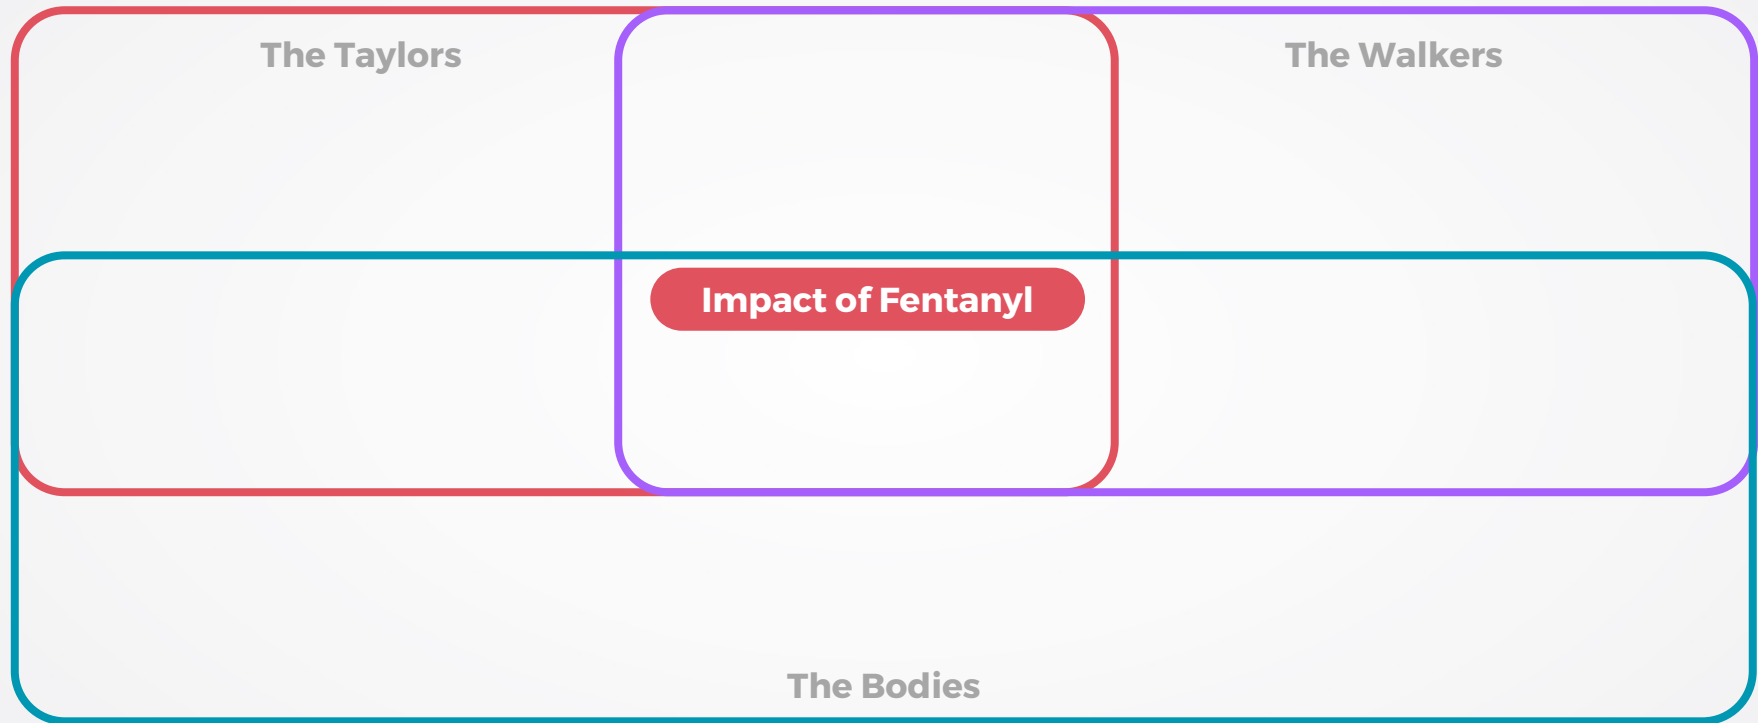 The Taylors
The Walkers
Impact of Fentanyl
The Bodies